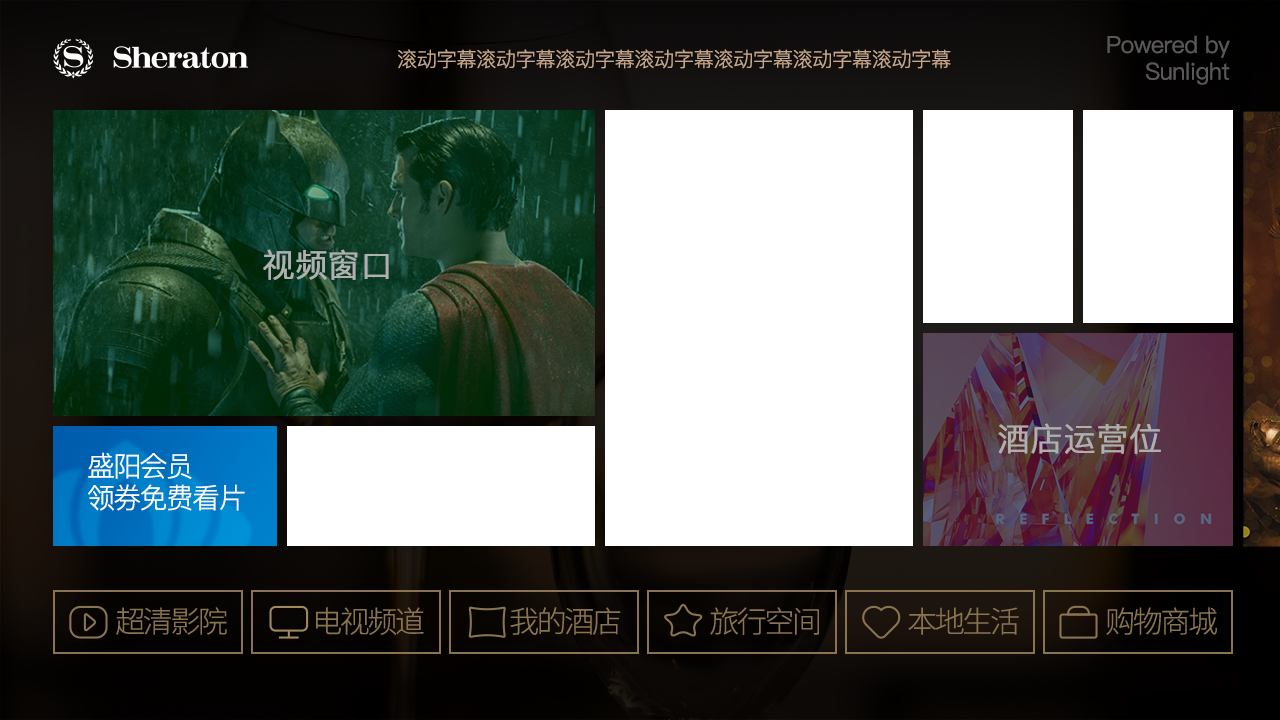 Sheraton
滚动字幕滚动字幕滚动字幕滚动字幕滚动字幕滚动字幕滚动字幕
Powered by
Sunlight
视频窗口
盛阳会员
领券免费看片
酒店运营位
REFLECTION
超清影院
电视频道
我的酒店
旅行空间
本地生活
购物商城